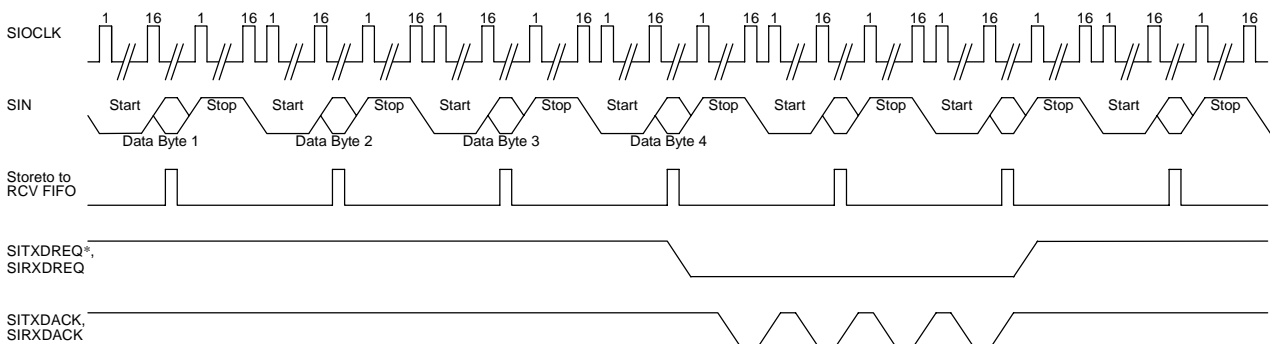 1 16 1 16 1 16 1 16 1 16 1 16 1 16 1 16 1 16 1 16 1 16 1 16 1 16 1 16
SIOCLK
SIN Start Stop Start Stop Start Stop Start Stop Start Stop Start Stop Start Stop
Data Byte 1 Data Byte 2 Data Byte 3 Data Byte 4
Storeto to
RCV FIFO
SITXDREQ*,
SIRXDREQ
SITXDACK,
SIRXDACK